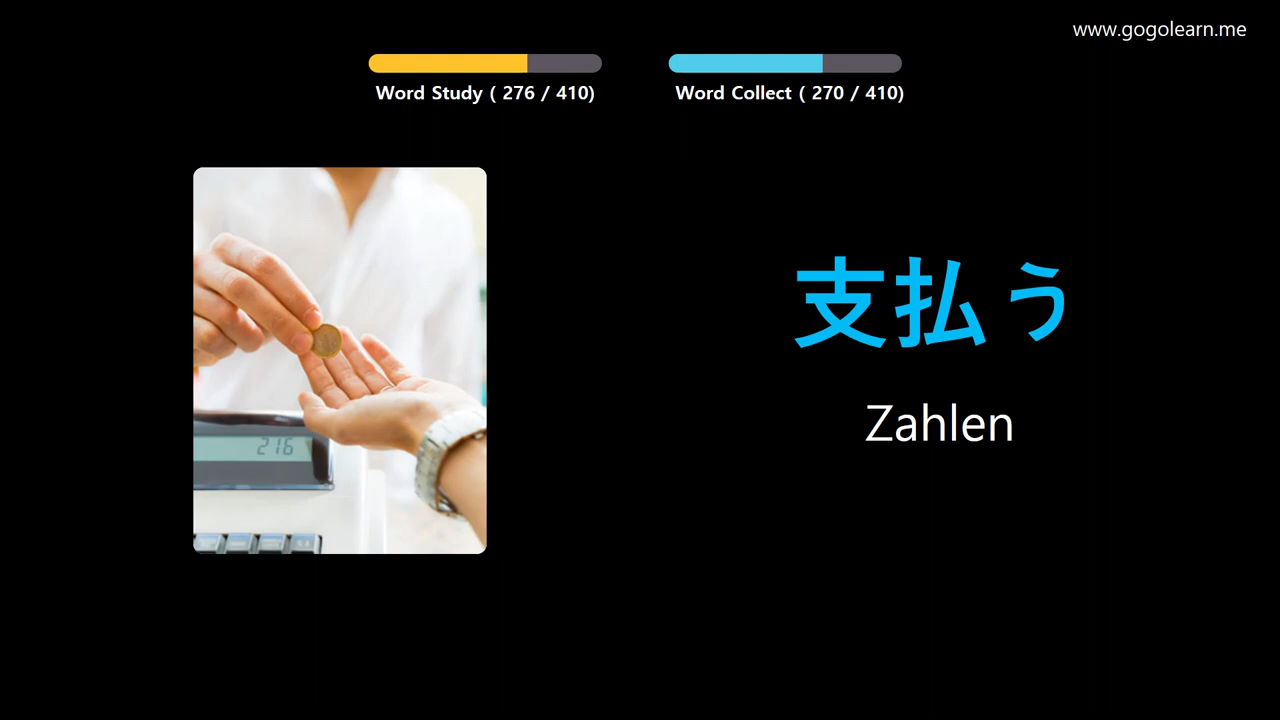 www.gogolearn.me
Word Study ( 276 / 410)
Word Collect ( 270 / 410)
支払う
Zahlen
216